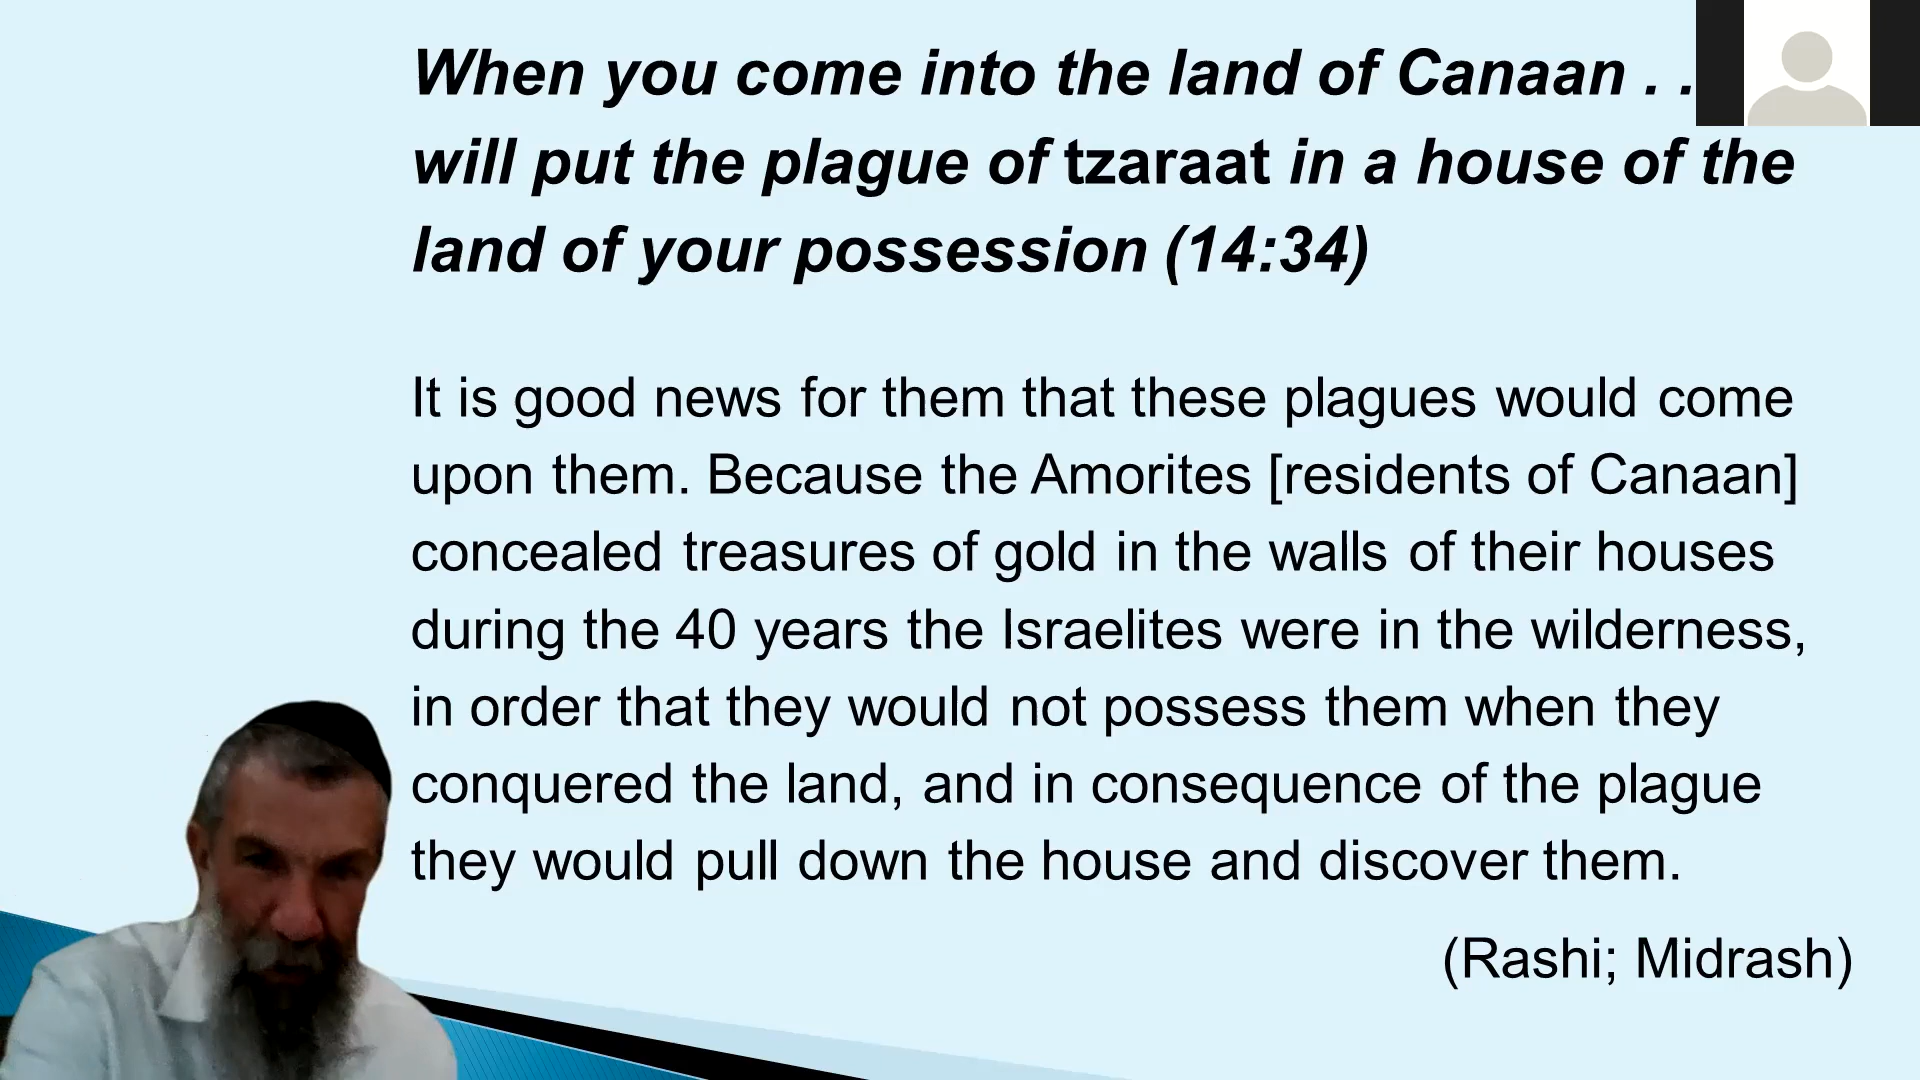 When you come into the land of Canaan . .
will put the plague of tzaraat in a house of the
land of your possession (14:34)
It is good news for them that these plagues would come
upon them. Because the Amorites [residents of Canaan]
concealed treasures of gold in the walls of their houses
during the 40 years the Israelites were in the wilderness,
in order that they would not possess them when they
conquered the land, and in consequence of the plague
they would pull down the house and discover them.
(Rashi; Midrash)